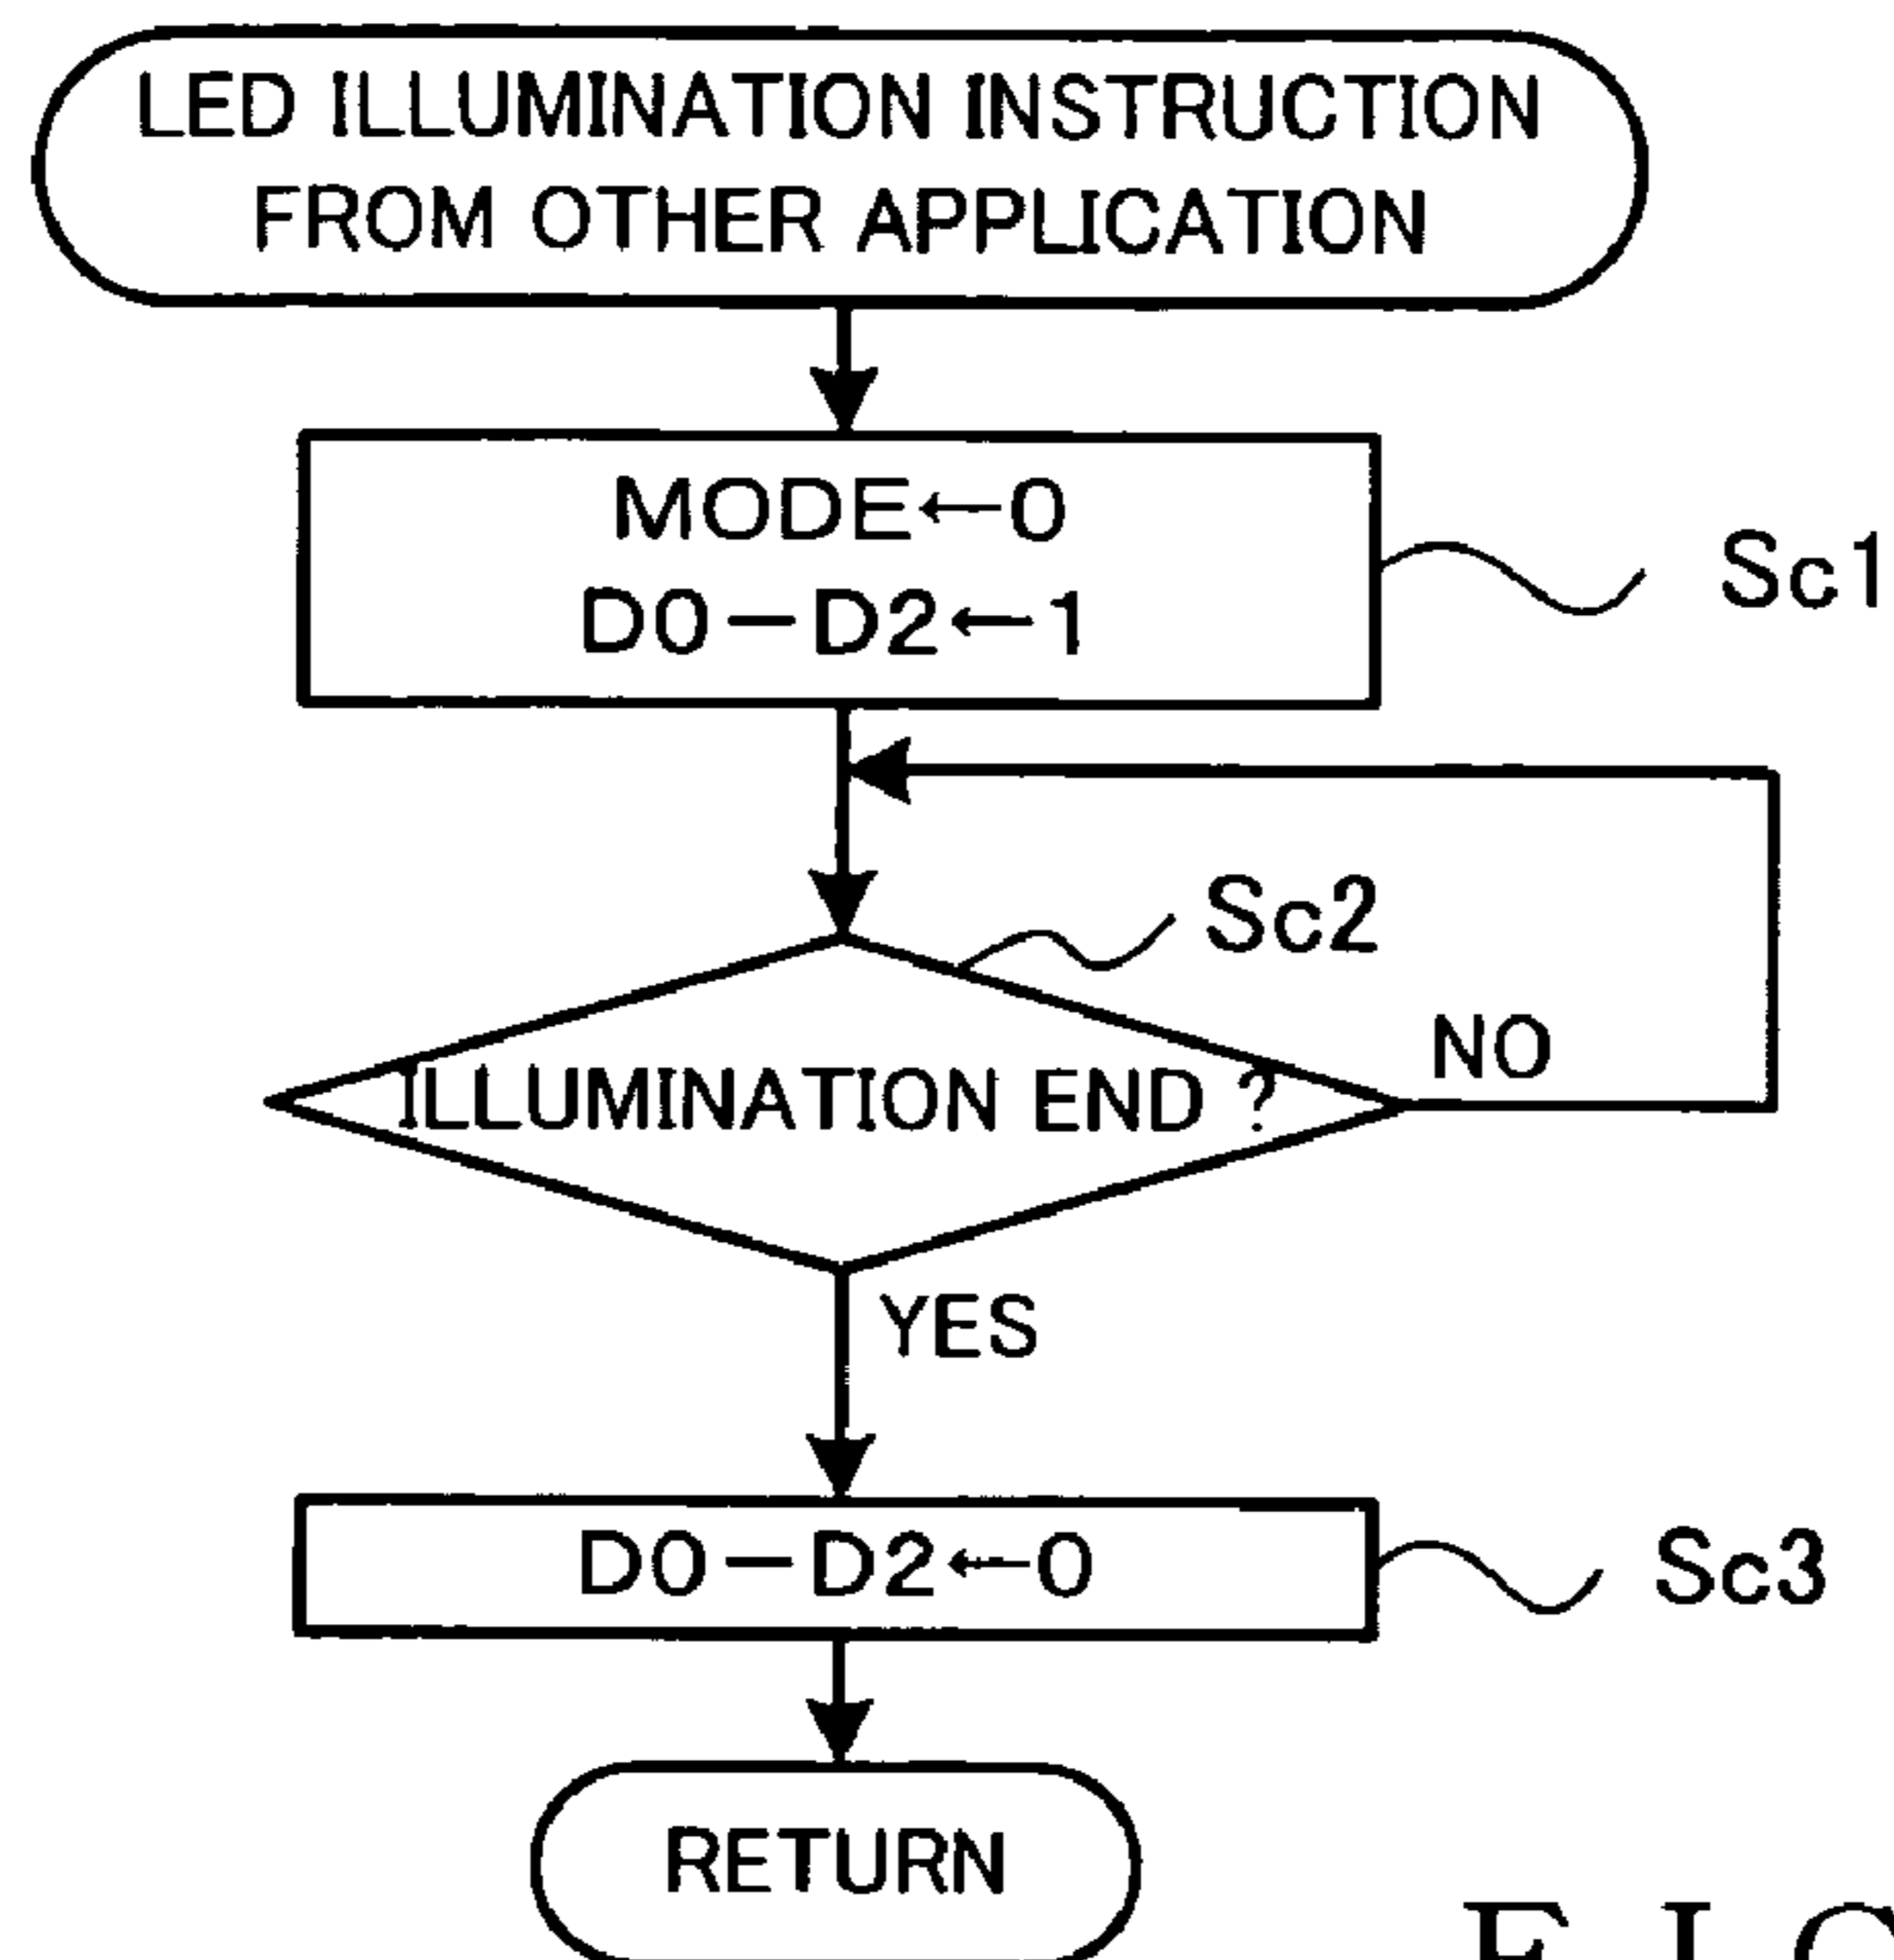 LED ILLUMINATION INSTRUCTION
FROM OTHER APPLICATION
MODE←0
D0－D2←1
Sc1
Sc2
NO
ILLUMINATION END ?
YES
D0－D2←0
Sc3
RETURN